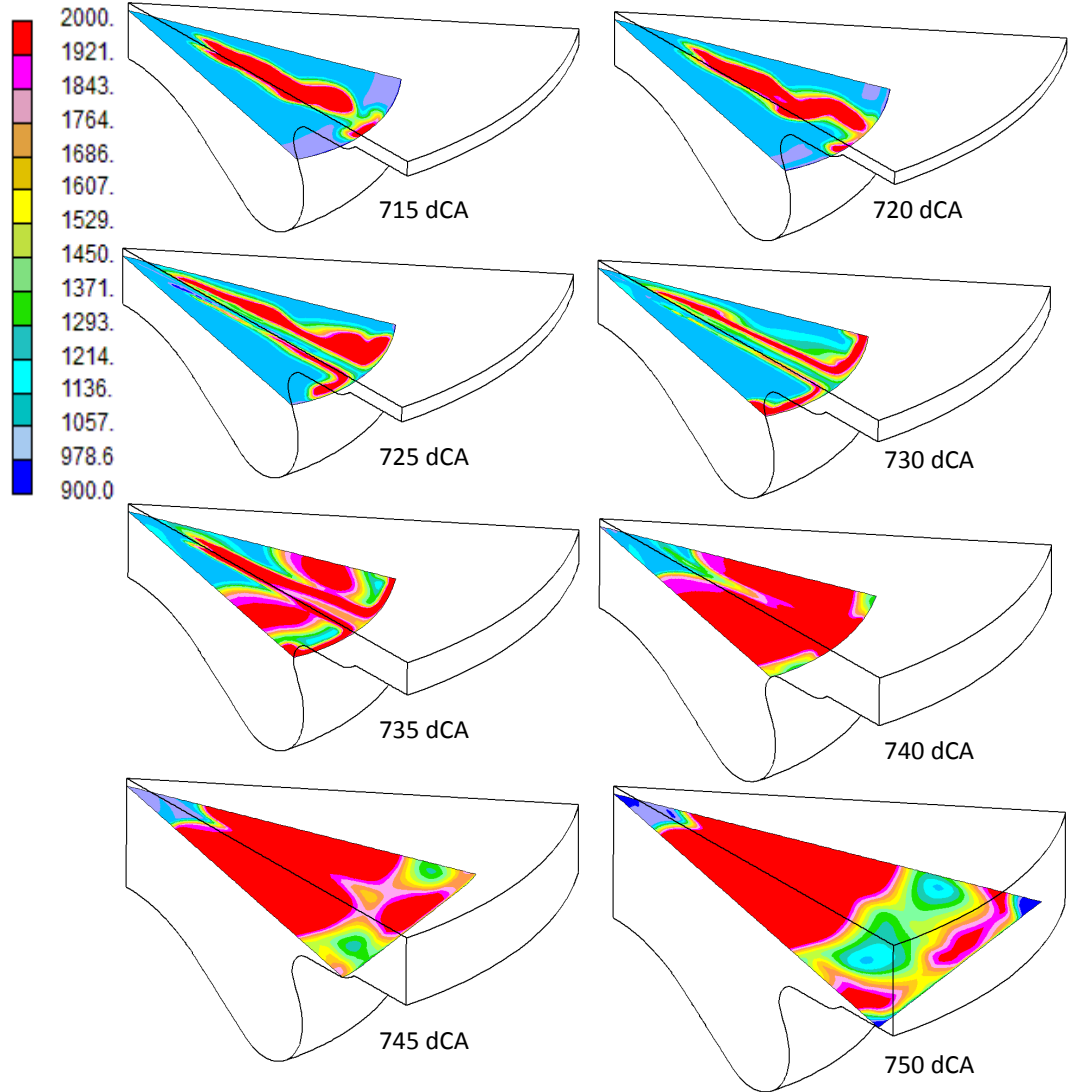 2000.
1921.
1843.
1764.
1686.
1607.
1529.
1450.
1371.
1293.
1214.
1136.
1057.
978.6
900.0
715 dCA
720 dCA
725 dCA
730 dCA
735 dCA
740 dCA
745 dCA
750 dCA